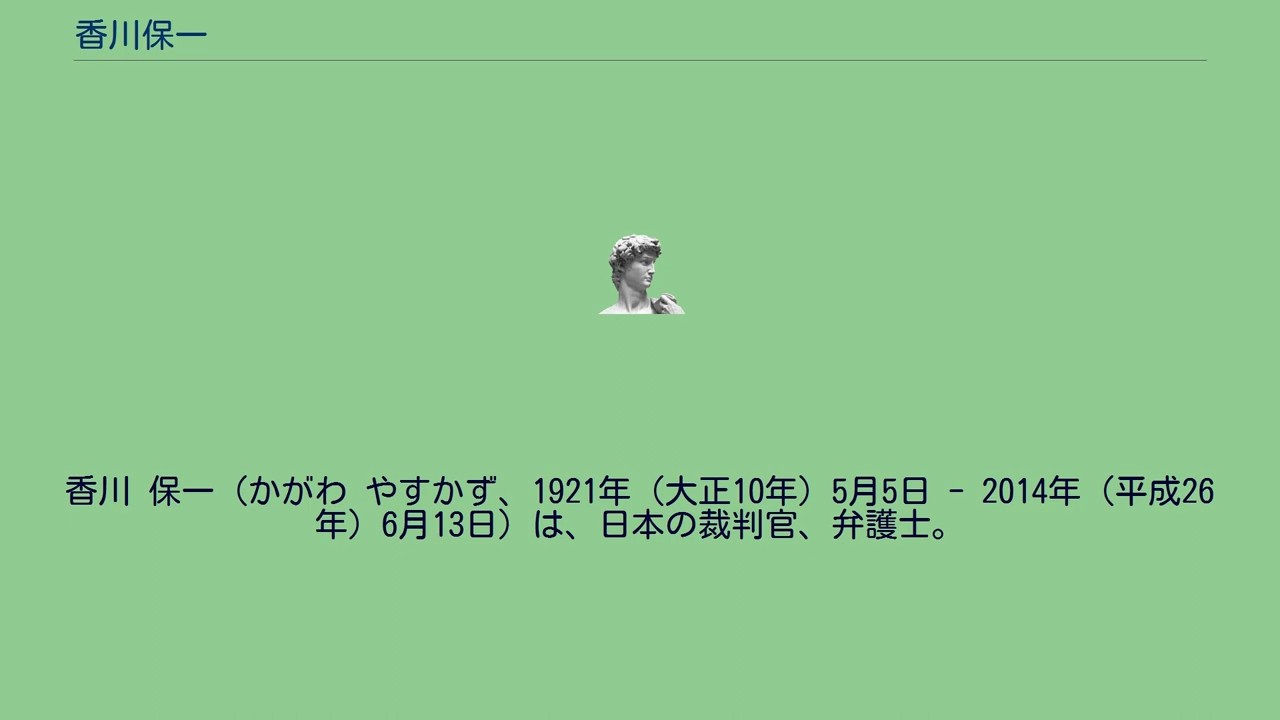 香川保一
香川 保一（かがわ やすかず、1921年（大正10年）5月5日 - 2014年（平成26
年）6月13日）は、日本の裁判官、弁護士。